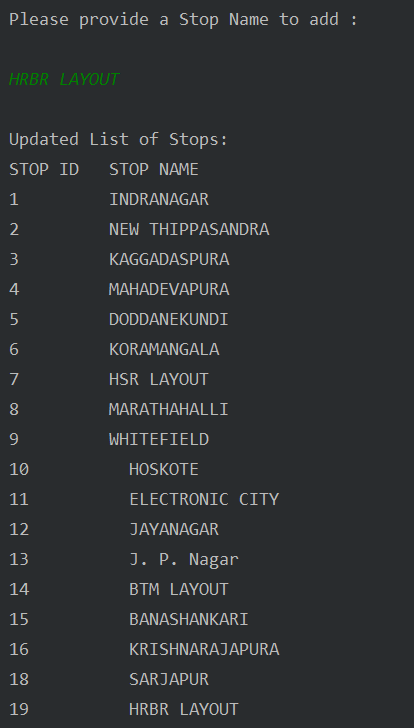 Please provide a Stop Name to add :
HRBR LAYOUT
Updated List of Stops:
STOP ID   STOP NAME
1         INDRANAGAR
2         NEW THIPPASANDRA
3         KAGGADASPURA
4         MAHADEVAPURA
5         DODDANEKUNDI
6         KORAMANGALA
7         HSR LAYOUT
8         MARATHAHALLI
9         WHITEFIELD
10          HOSKOTE
11          ELECTRONIC CITY
12          JAYANAGAR
13          J. P. Nagar
14          BTM LAYOUT
15          BANASHANKARI
16          KRISHNARAJAPURA
18          SARJAPUR
19          HRBR LAYOUT